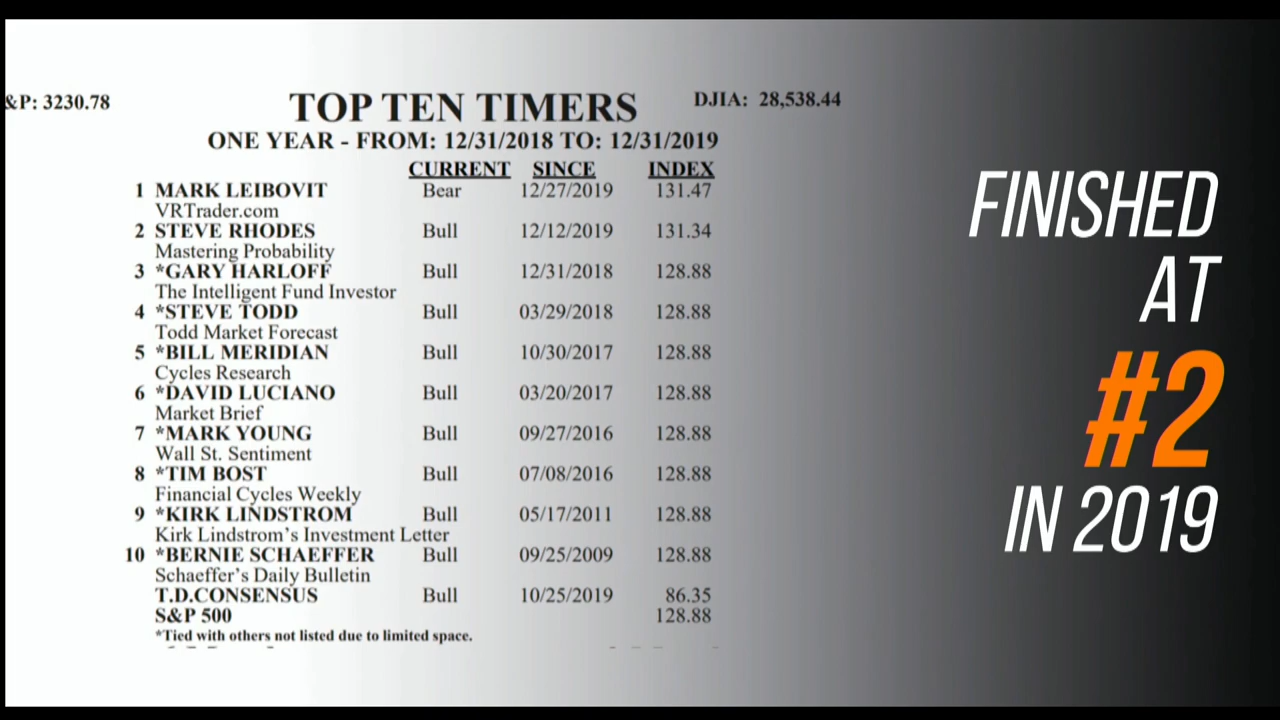 &P: 3230.78
TOP TEN TIMERS
DJIA: 28,538.44
ONE YEAR - FROM: 12/31/2018 TO: 12/31/2019
CURRENT SINCE INDEX
1 MARK LEIBOVIT Bear 12/27/2019 131.47
VRTrader.com
2 STEVE RHODES Bull 12/12/2019 131.34
Mastering Probability
3 *GARY HARLOFF Bull 12/31/2018 128.88
The Intelligent Fund Investor
4 *STEVE TODD Bull 03/29/2018 128.88
Todd Market Forecast
5 *BILL MERIDIAN Bull 10/30/2017 128.88
Cycles Research
6 *DAVID LUCIANO Bull 03/20/2017 128.88
Market Brief
7 *MARK YOUNG Bull 09/27/2016 128.88
Wall St. Sentiment
8 *TIM BOST Bull 07/08/2016 128.88
Financial Cycles Weekly
9 *KIRK LINDSTROM Bull 05/17/2011 128.88
Kirk Lindstrom's Investment Letter
10 *BERNIE SCHAEFFER Bull 09/25/2009 128.88
Schaeffer's Daily Bulletin
T.D.CONSENSUS Bull 10/25/2019 86.35
S&P 500 128.88
*Tied with others not listed due to limited space.
FINISHED
AT
#2
IN 2019